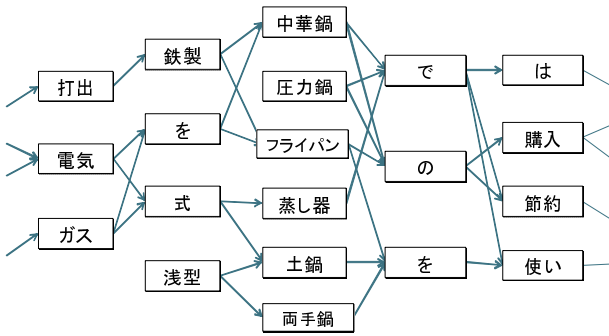 打出
電気
ガス
鉄製
を
式
浅型
中華鍋
圧力鍋
フライパン
蒸し器
土鍋
両手鍋
で
の
を
は
購入
節約
使い